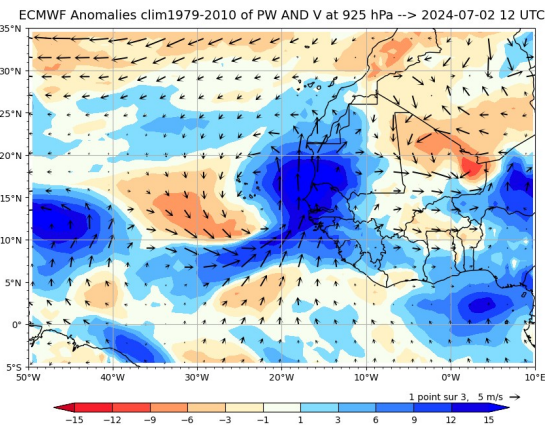 ECMWF Anomalies clim1979-2010 of PW AND V at 925 hPa --> 2024-07-02 12 UTC
35°N
30°N
25°N
20°N
15°N
10°N
5°N
0°
5°S
50°W 40°W 30°W 20°W 10°W 0°W 10°E
1 point sur 3, 5 m/s
−15 −12 −9 −6 −3 −1 1 3 6 9 12 15